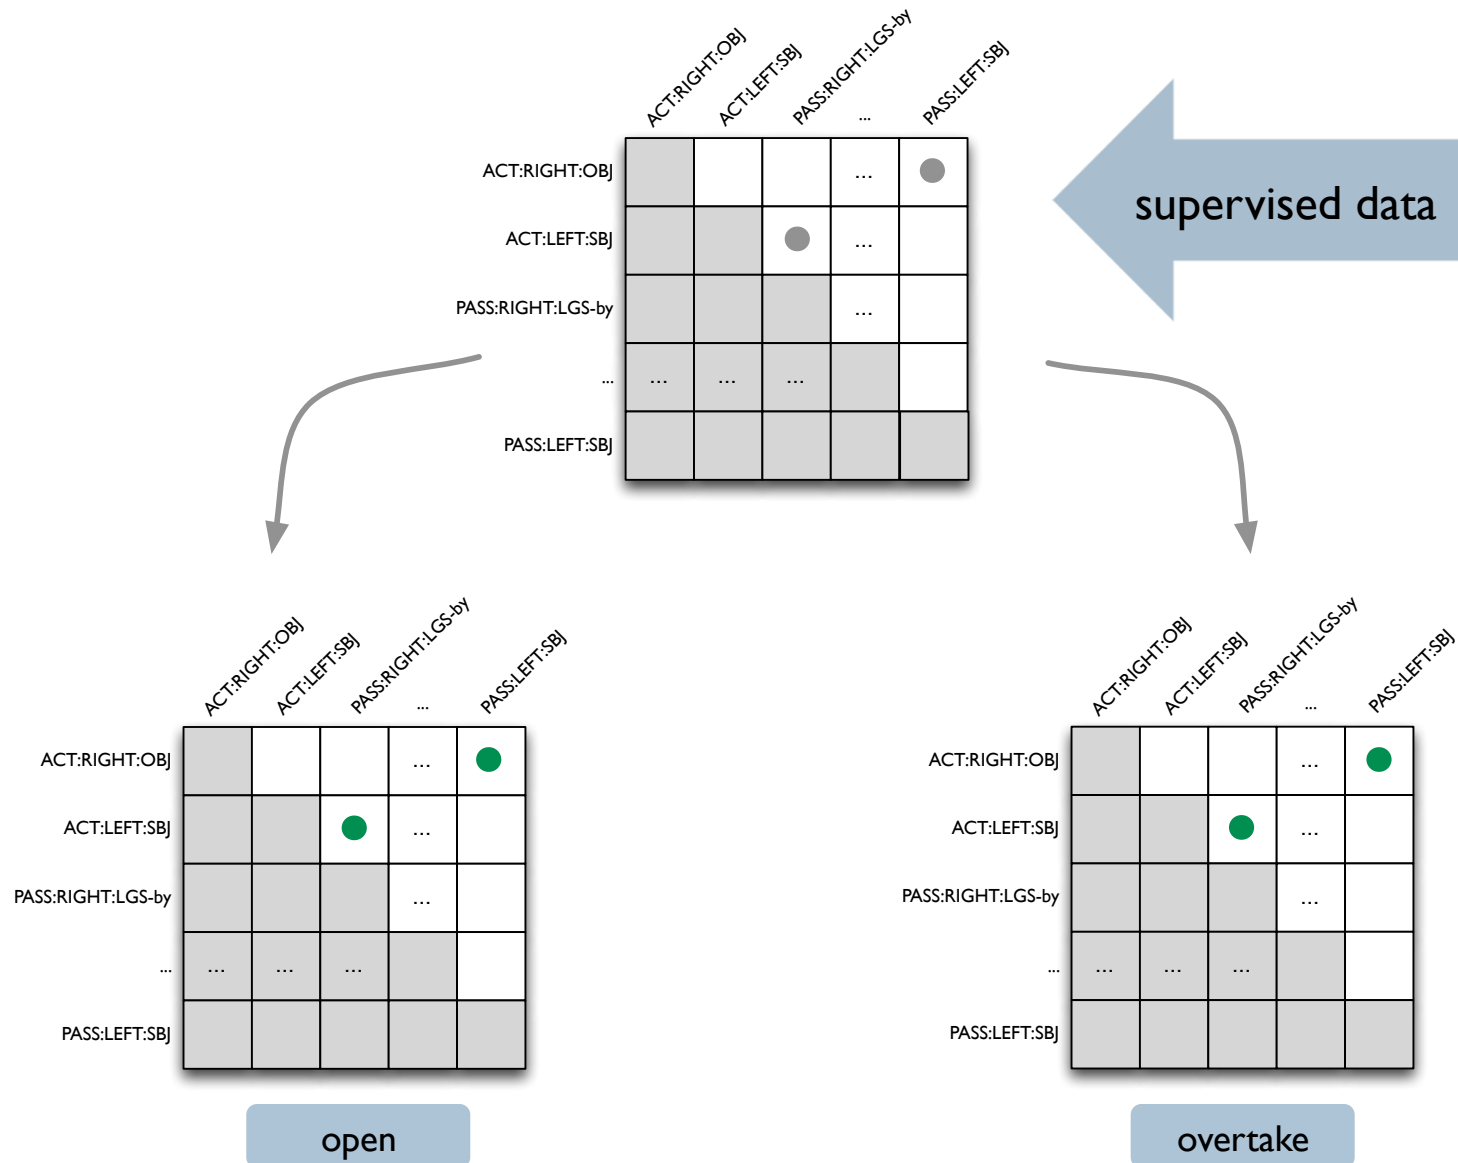 ACT:RIGHT:OBJ ACT:LEFT:SBJ PASS:RIGHT:LGS-by ... PASS:LEFT:SBJ
ACT:RIGHT:OBJ ...
ACT:LEFT:SBJ ...
PASS:RIGHT:LGS-by ...
... ... ... ...
PASS:LEFT:SBJ
supervised data
ACT:RIGHT:OBJ ACT:LEFT:SBJ PASS:RIGHT:LGS-by ... PASS:LEFT:SBJ
ACT:RIGHT:OBJ ...
ACT:LEFT:SBJ ...
PASS:RIGHT:LGS-by ...
... ... ... ...
PASS:LEFT:SBJ
open
ACT:RIGHT:OBJ ACT:LEFT:SBJ PASS:RIGHT:LGS-by ... PASS:LEFT:SBJ
ACT:RIGHT:OBJ ...
ACT:LEFT:SBJ ...
PASS:RIGHT:LGS-by ...
... ... ... ...
PASS:LEFT:SBJ
overtake